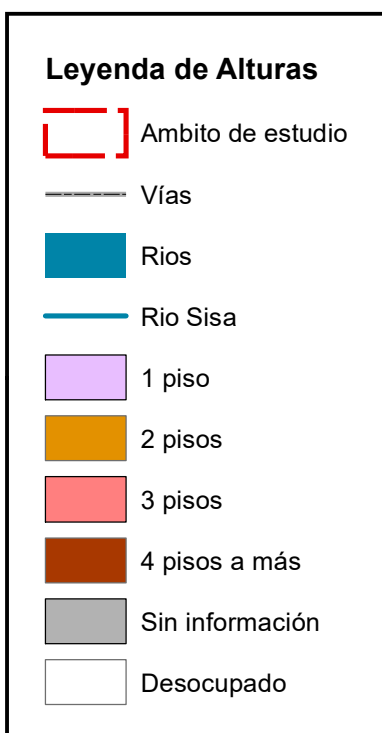 Leyenda de Alturas
Ambito de estudio
Vías
Rios
Rio Sisa
1 piso
2 pisos
3 pisos
4 pisos a más
Sin información
Desocupado